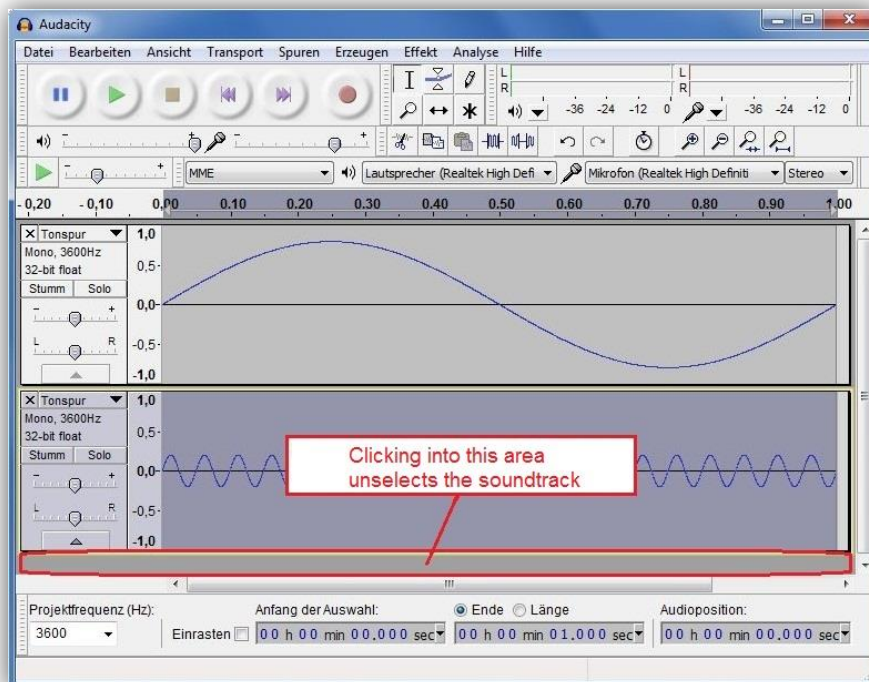 Audacity
Datei Bearbeiten Ansicht Transport Spuren Erzeugen Effekt Analyse Hilfe
L
R
-36 -24 -12 0
L
R
-36 -24 -12 0
MME
Lautsprecher (Realtek High Defi
Mikrofon (Realtek High Definiti
Stereo
- 0,20 - 0,10 0,00 0.10 0.20 0.30 0.40 0.50 0.60 0.70 0.80 0.90 1.00
X Tonspur
Mono, 3600Hz
32-bit float
Stumm Solo
- +
L R
1,0
0,5-
0,0-
-0,5-
-1,0
X Tonspur
Mono, 3600Hz
32-bit float
Stumm Solo
- +
L R
1,0
0,5-
0,0-
-0,5-
-1,0
Clicking into this area
unselects the soundtrack
Projektfrequenz (Hz):
3600
Einrasten
Anfang der Auswahl:
00 h 00 min 00.000 sec
Ende Länge
00 h 00 min 01.000 sec
Audioposition:
00 h 00 min 00.000 sec